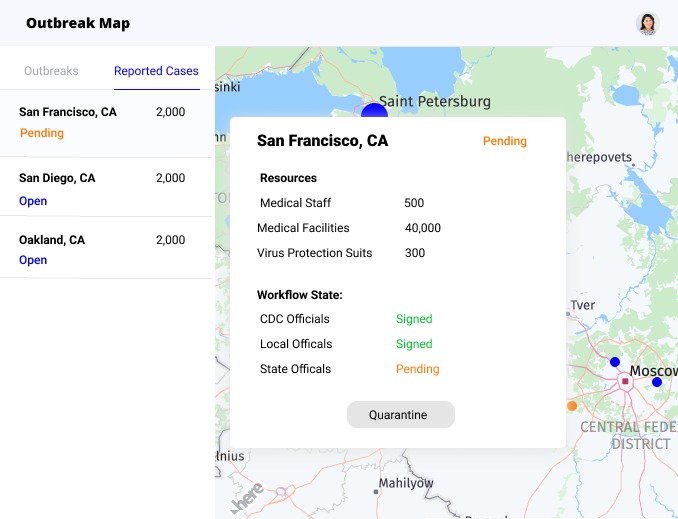 Outbreak Map
Outbreaks
Reported Cases
San Francisco, CA 2,000
Pending
San Diego, CA 2,000
Open
Oakland, CA 2,000
Open
sinki
Saint Petersburg
nn
herepovets
San Francisco, CA Pending
Resources
Medical Staff 500
Medical Facilities 40,000
Virus Protection Suits 300
Workflow State:
CDC Officials Signed
Local Officals Signed
State Officals Pending
Quarantine
Tver
Moscow
CENTRAL FEDE
DISTRICT
lnius
Mahilyow
here